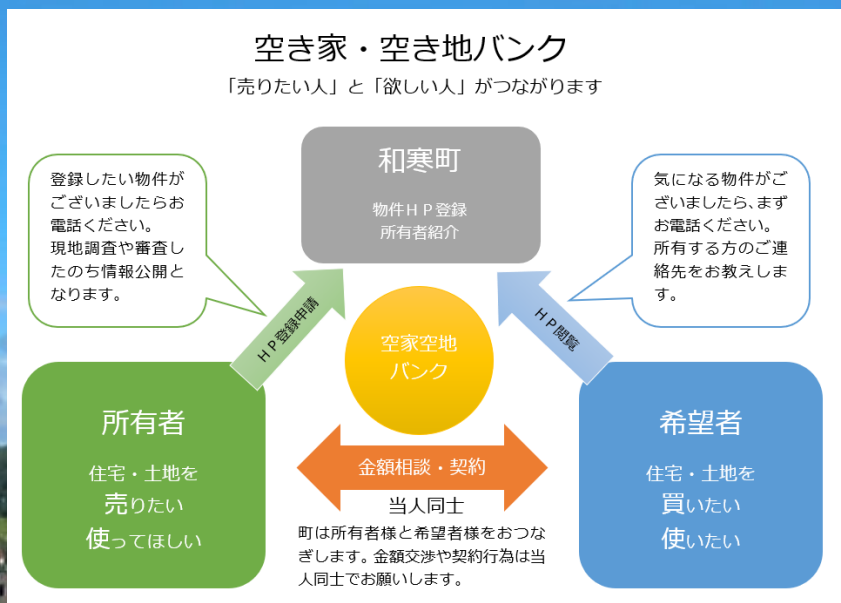 空き家・空き地バンク
「売りたい人」と「欲しい人」がつながります
和寒町
物件ＨＰ登録
所有者紹介
登録したい物件が
ございましたらお
電話ください。
現地調査や審査し
たのち情報公開と
なります。
気になる物件がご
ざいましたら、まず
お電話ください。
所有する方のご連
絡先をお教えしま
す。
ＨＰ登録申請
ＨＰ閲覧
空家空地
バンク
所有者
住宅・土地を
売りたい
使ってほしい
金額相談・契約
当人同士
町は所有者様と希望者様をおつな
ぎします。金額交渉や契約行為は当
人同士でお願いします。
希望者
住宅・土地を
買いたい
使いたい